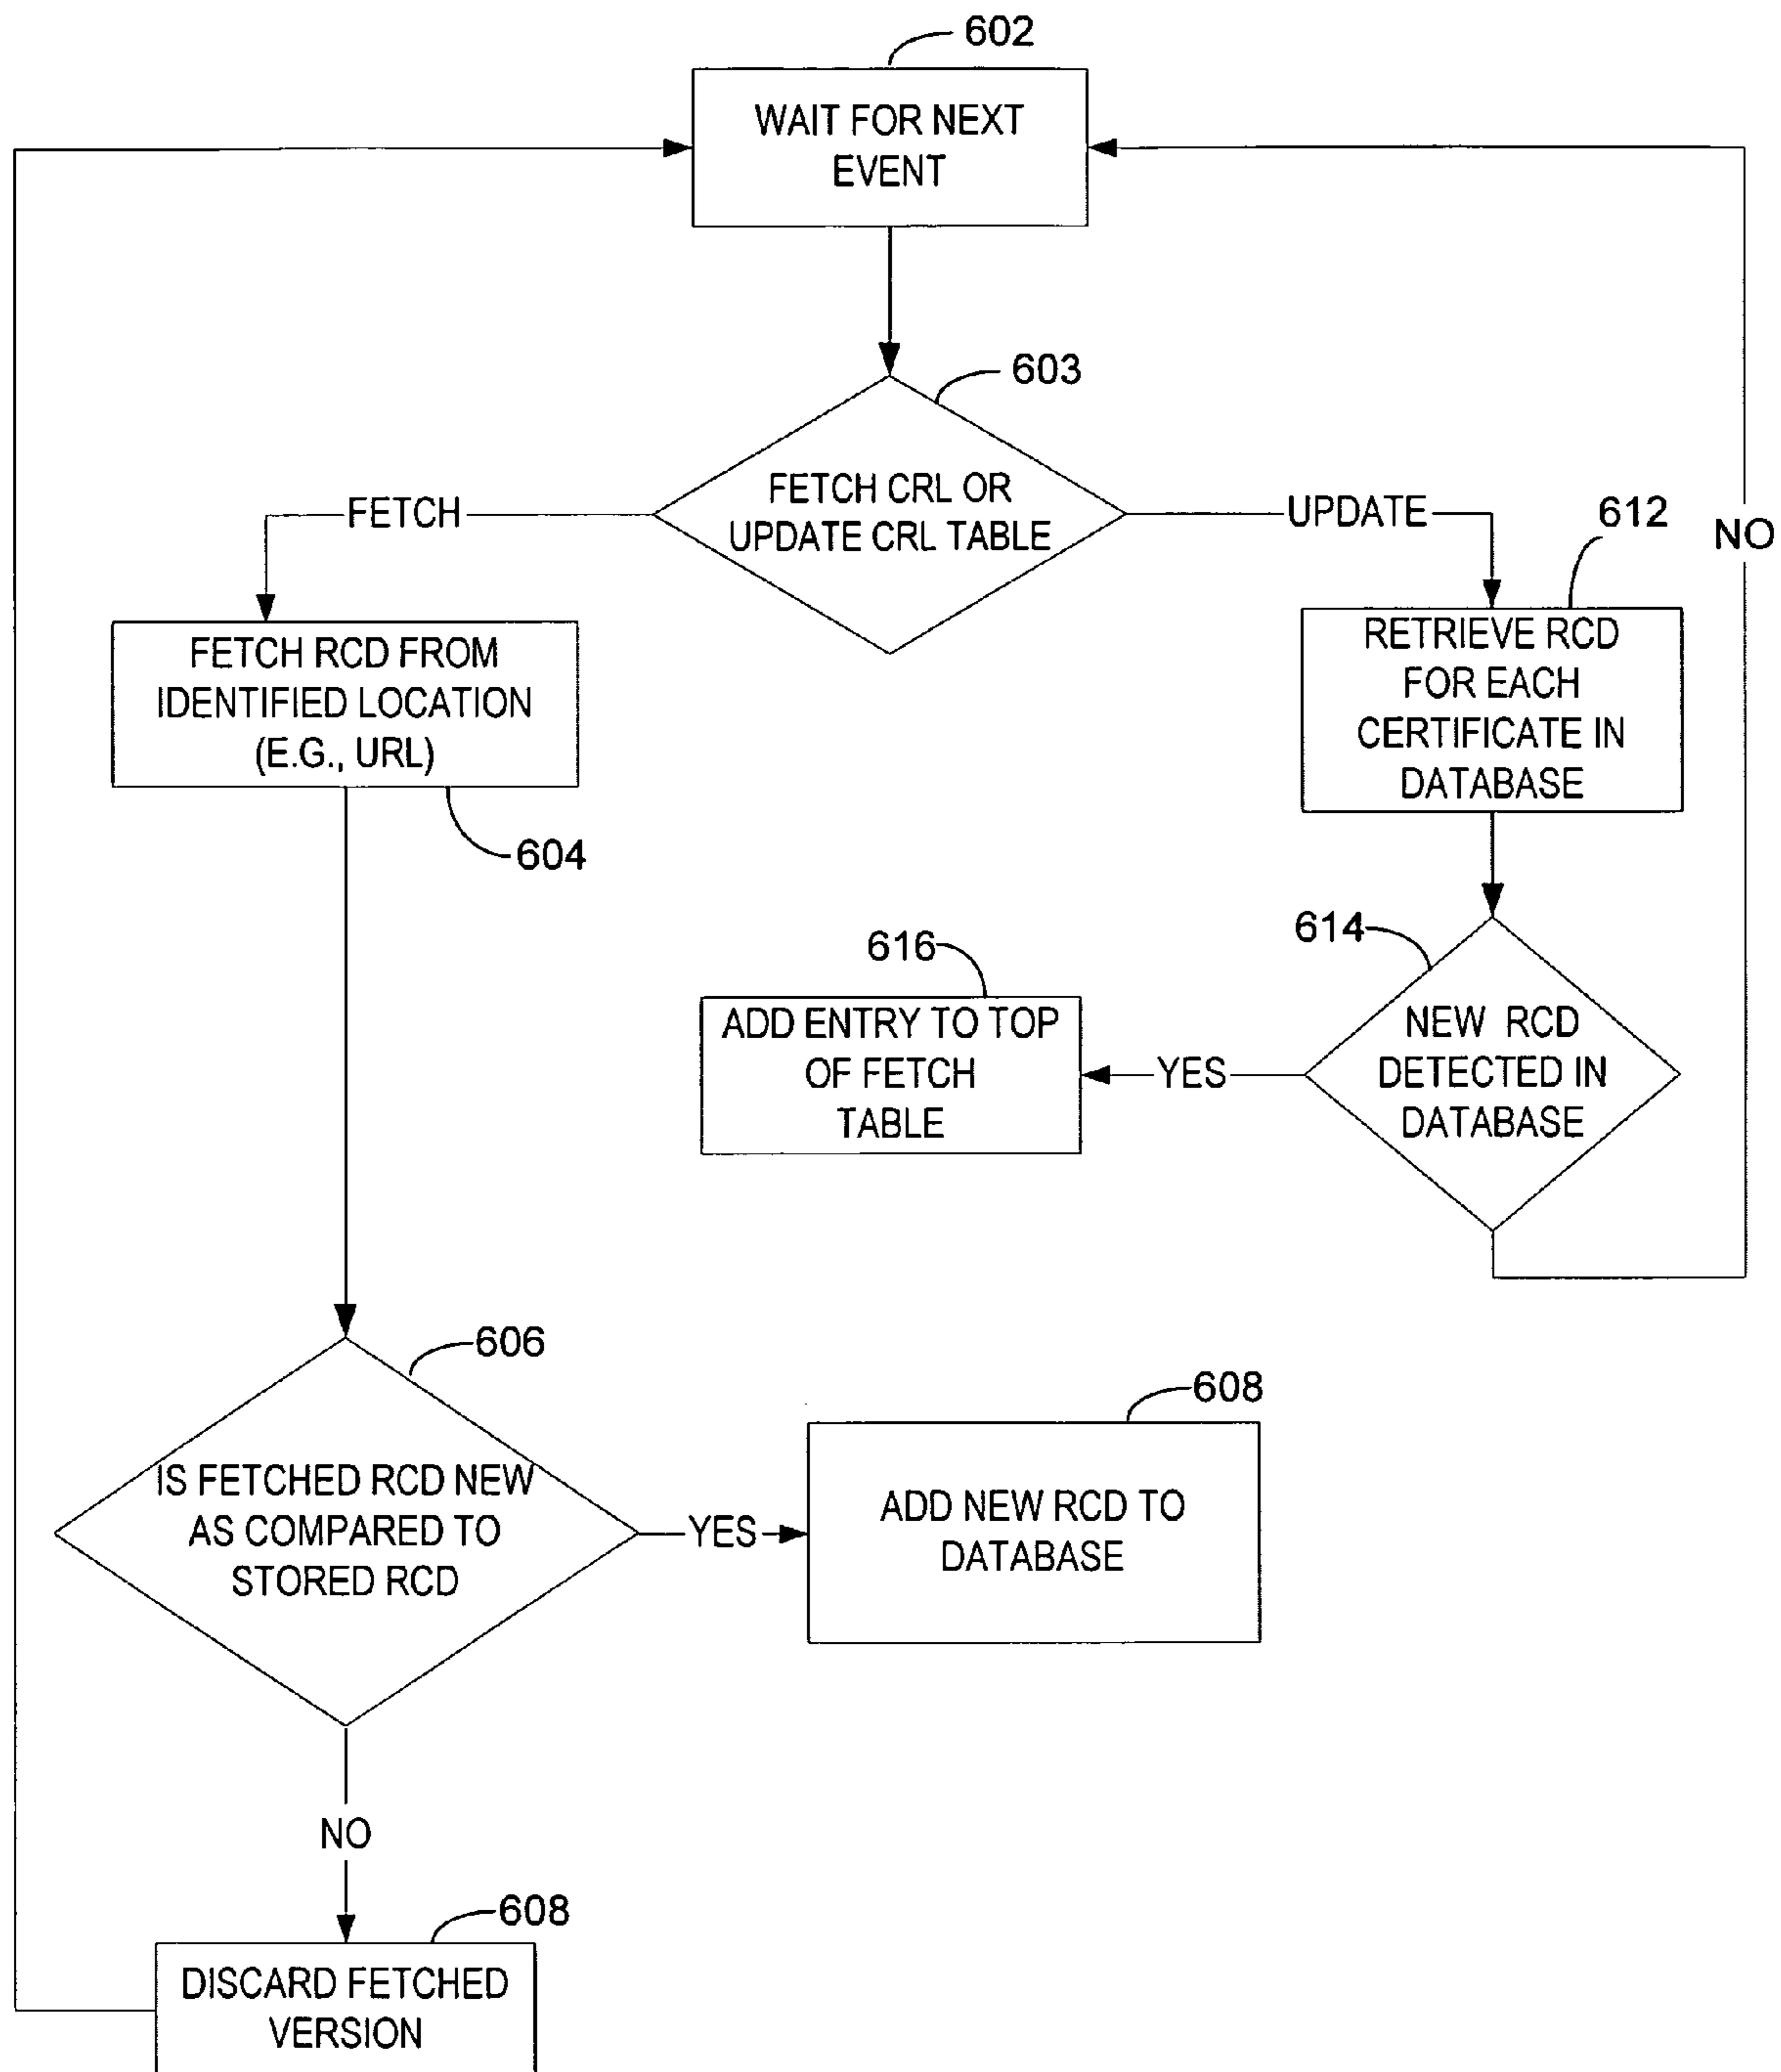 602
WAIT FOR NEXT
EVENT
603
FETCH CRL OR
UPDATE CRL TABLE
FETCH
UPDATE
612
NO
FETCH RCD FROM
IDENTIFIED LOCATION
(E.G., URL)
604
RETRIEVE RCD
FOR EACH
CERTIFICATE IN
DATABASE
614
616
ADD ENTRY TO TOP
OF FETCH
TABLE
YES
NEW RCD
DETECTED IN
DATABASE
606
IS FETCHED RCD NEW
AS COMPARED TO
STORED RCD
YES
608
ADD NEW RCD TO
DATABASE
NO
608
DISCARD FETCHED
VERSION